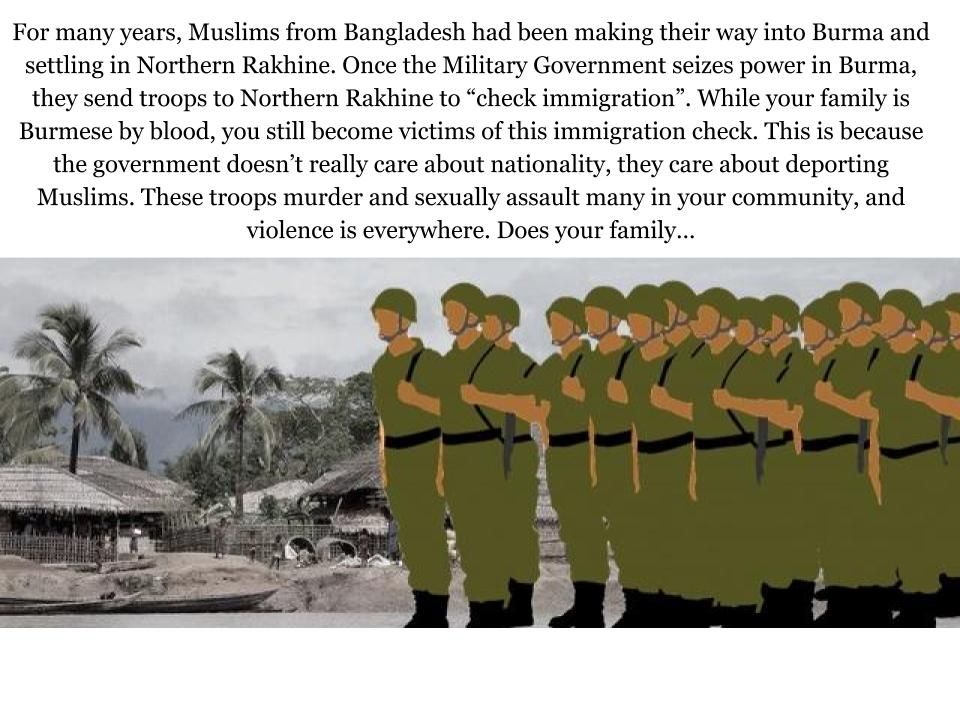 For many years, Muslims from Bangladesh had been making their way into Burma and
settling in Northern Rakhine. Once the Military Government seizes power in Burma,
they send troops to Northern Rakhine to “check immigration”. While your family is
Burmese by blood, you still become victims of this immigration check. This is because
the government doesn’t really care about nationality, they care about deporting
Muslims. These troops murder and sexually assault many in your community, and
violence is everywhere. Does your family...